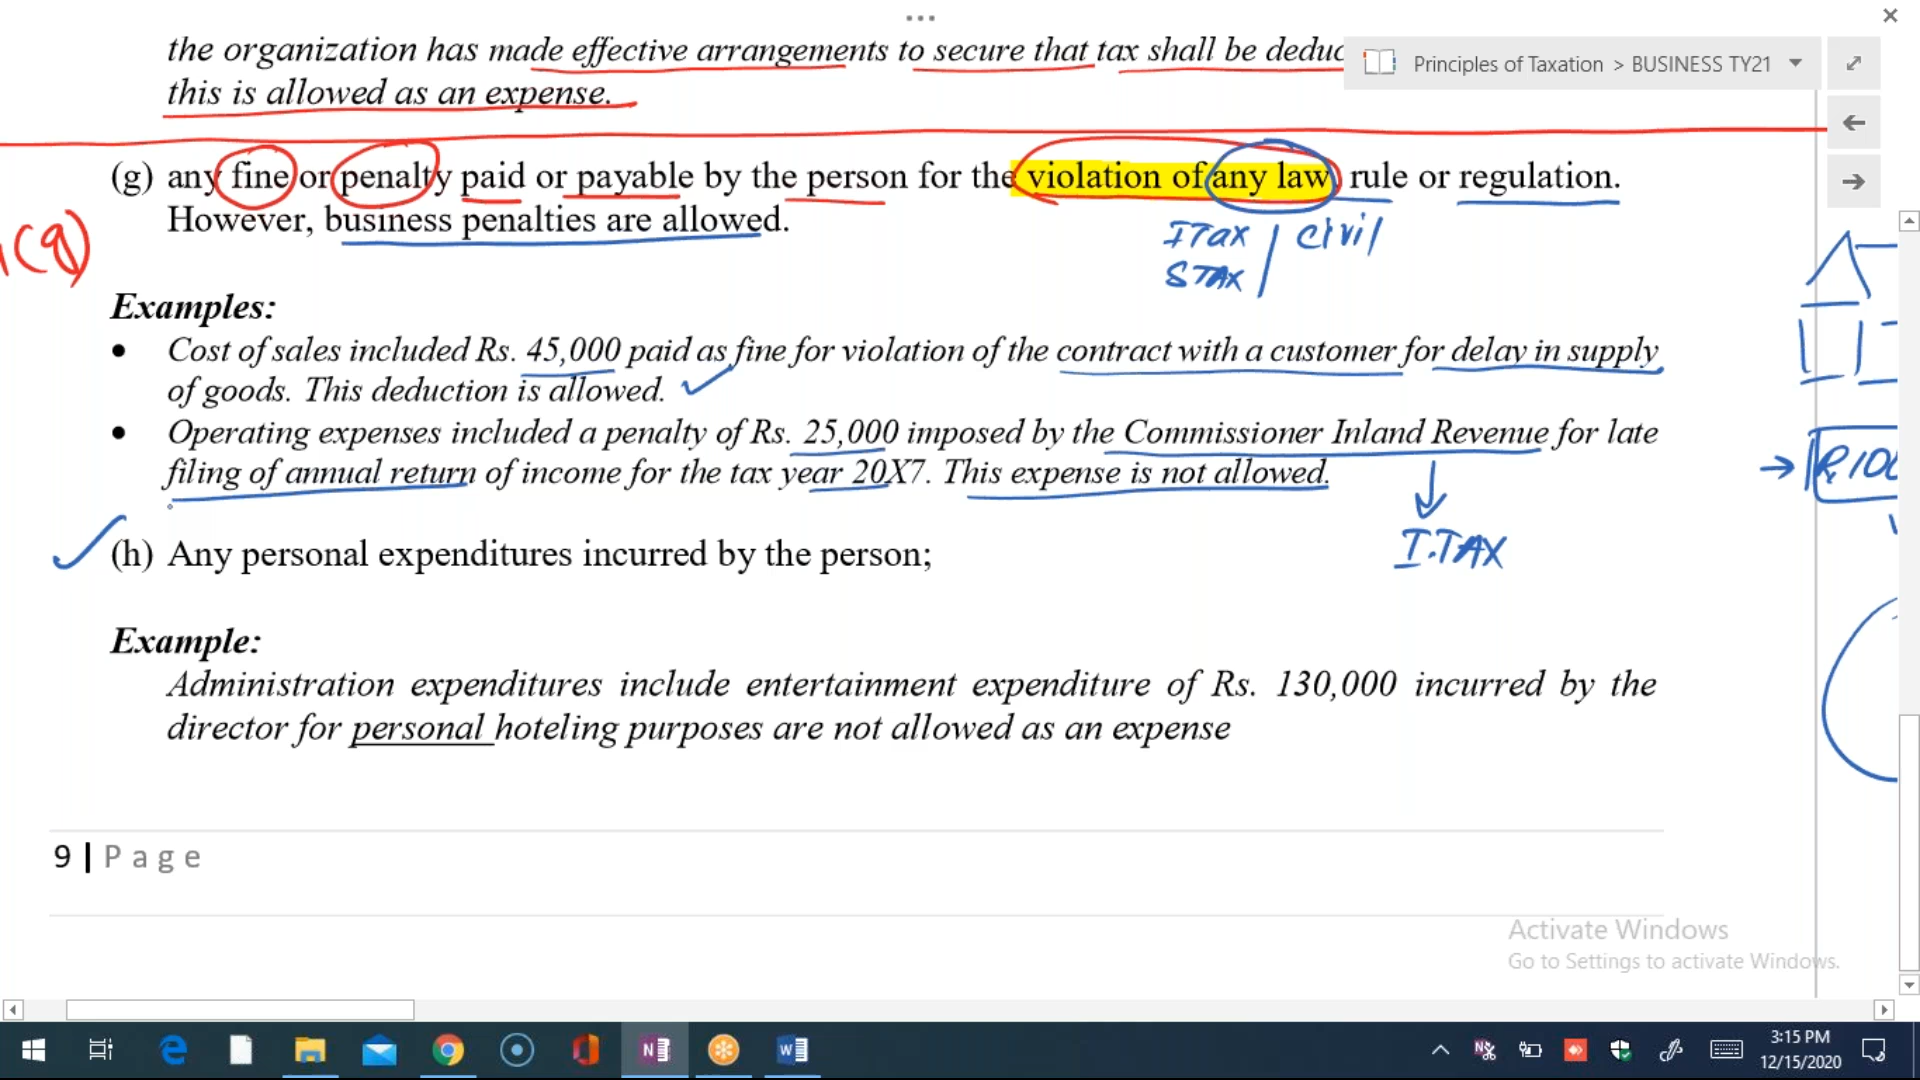 the organization has made effective arrangements to secure that tax shall be deduc
Principles of Taxation > BUSINESS TY21
this is allowed as an expense.
(g) any fine or penalty paid or payable by the person for the violation of any law, rule or regulation.
However, business penalties are allowed.
I Tax / Civil
S TAX
Examples:
• Cost of sales included Rs. 45,000 paid as fine for violation of the contract with a customer for delay in supply
of goods. This deduction is allowed.
• Operating expenses included a penalty of Rs. 25,000 imposed by the Commissioner Inland Revenue for late
filing of annual return of income for the tax year 20X7. This expense is not allowed.
I.TAX
(h) Any personal expenditures incurred by the person;
Example:
Administration expenditures include entertainment expenditure of Rs. 130,000 incurred by the
director for personal hoteling purposes are not allowed as an expense
9 | Page
Activate Windows
Go to Settings to activate Windows.
3:15 PM
12/15/2020